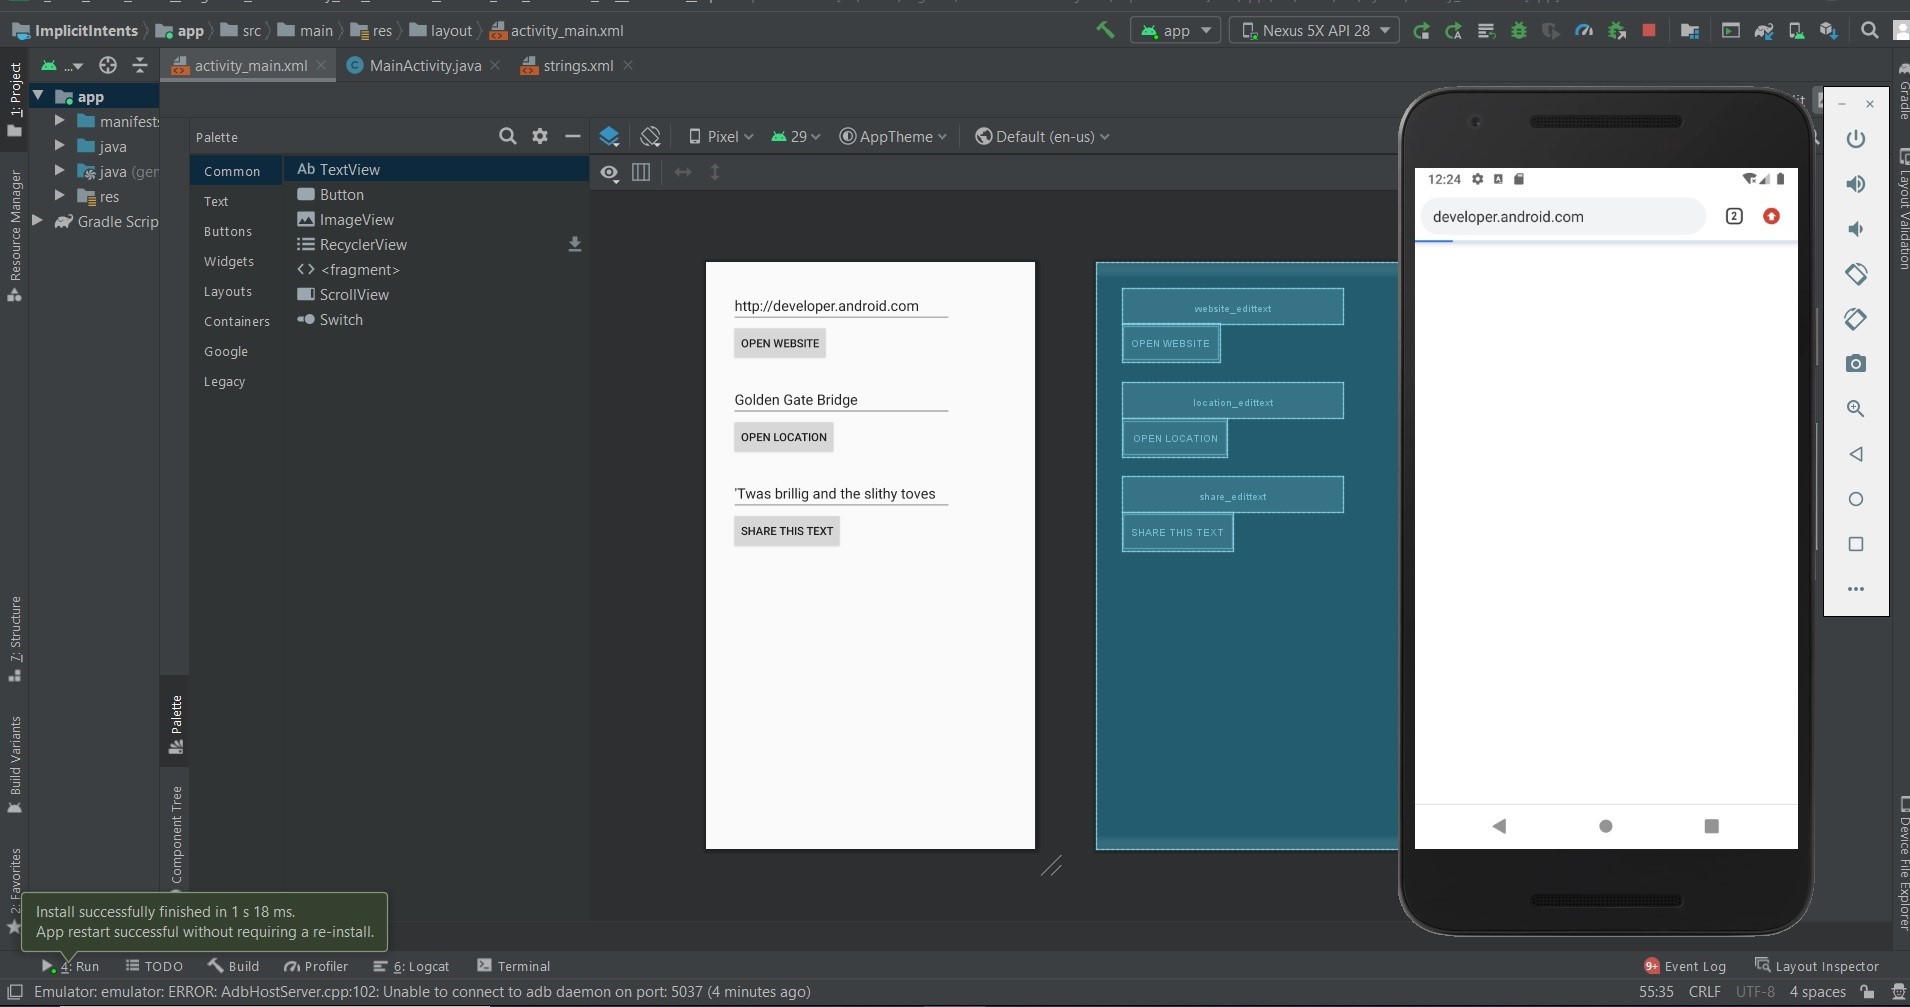 ImplicitIntents app src main res layout activity_main.xml
app Nexus 5X API 28
... activity_main.xml MainActivity.java strings.xml
1: Project
Resource Manager
7: Structure
Build Variants
2: Favorites
app
manifests
java
java (ger
res
Gradle Scrip
Palette
Common
Text
Buttons
Widgets
Layouts
Containers
Google
Legacy
Ab TextView
Button
ImageView
RecyclerView
<fragment>
ScrollView
Switch
Palette
Component Tree
Pixel 29 AppTheme Default (en-us)
http://developer.android.com
OPEN WEBSITE
Golden Gate Bridge
OPEN LOCATION
'Twas brillig and the slithy toves
SHARE THIS TEXT
website_edittext
OPEN WEBSITE
location_edittext
OPEN LOCATION
share_edittext
SHARE THIS TEXT
12:24
developer.android.com 2
Gradle
Layout Validation
Device File Explorer
Install successfully finished in 1 s 18 ms.
App restart successful without requiring a re-install.
4: Run TODO Build Profiler 6: Logcat Terminal 9+ Event Log Layout Inspector
Emulator: emulator: ERROR: AdbHostServer.cpp:102: Unable to connect to adb daemon on port: 5037 (4 minutes ago) 55:35 CRLF UTF-8 4 spaces